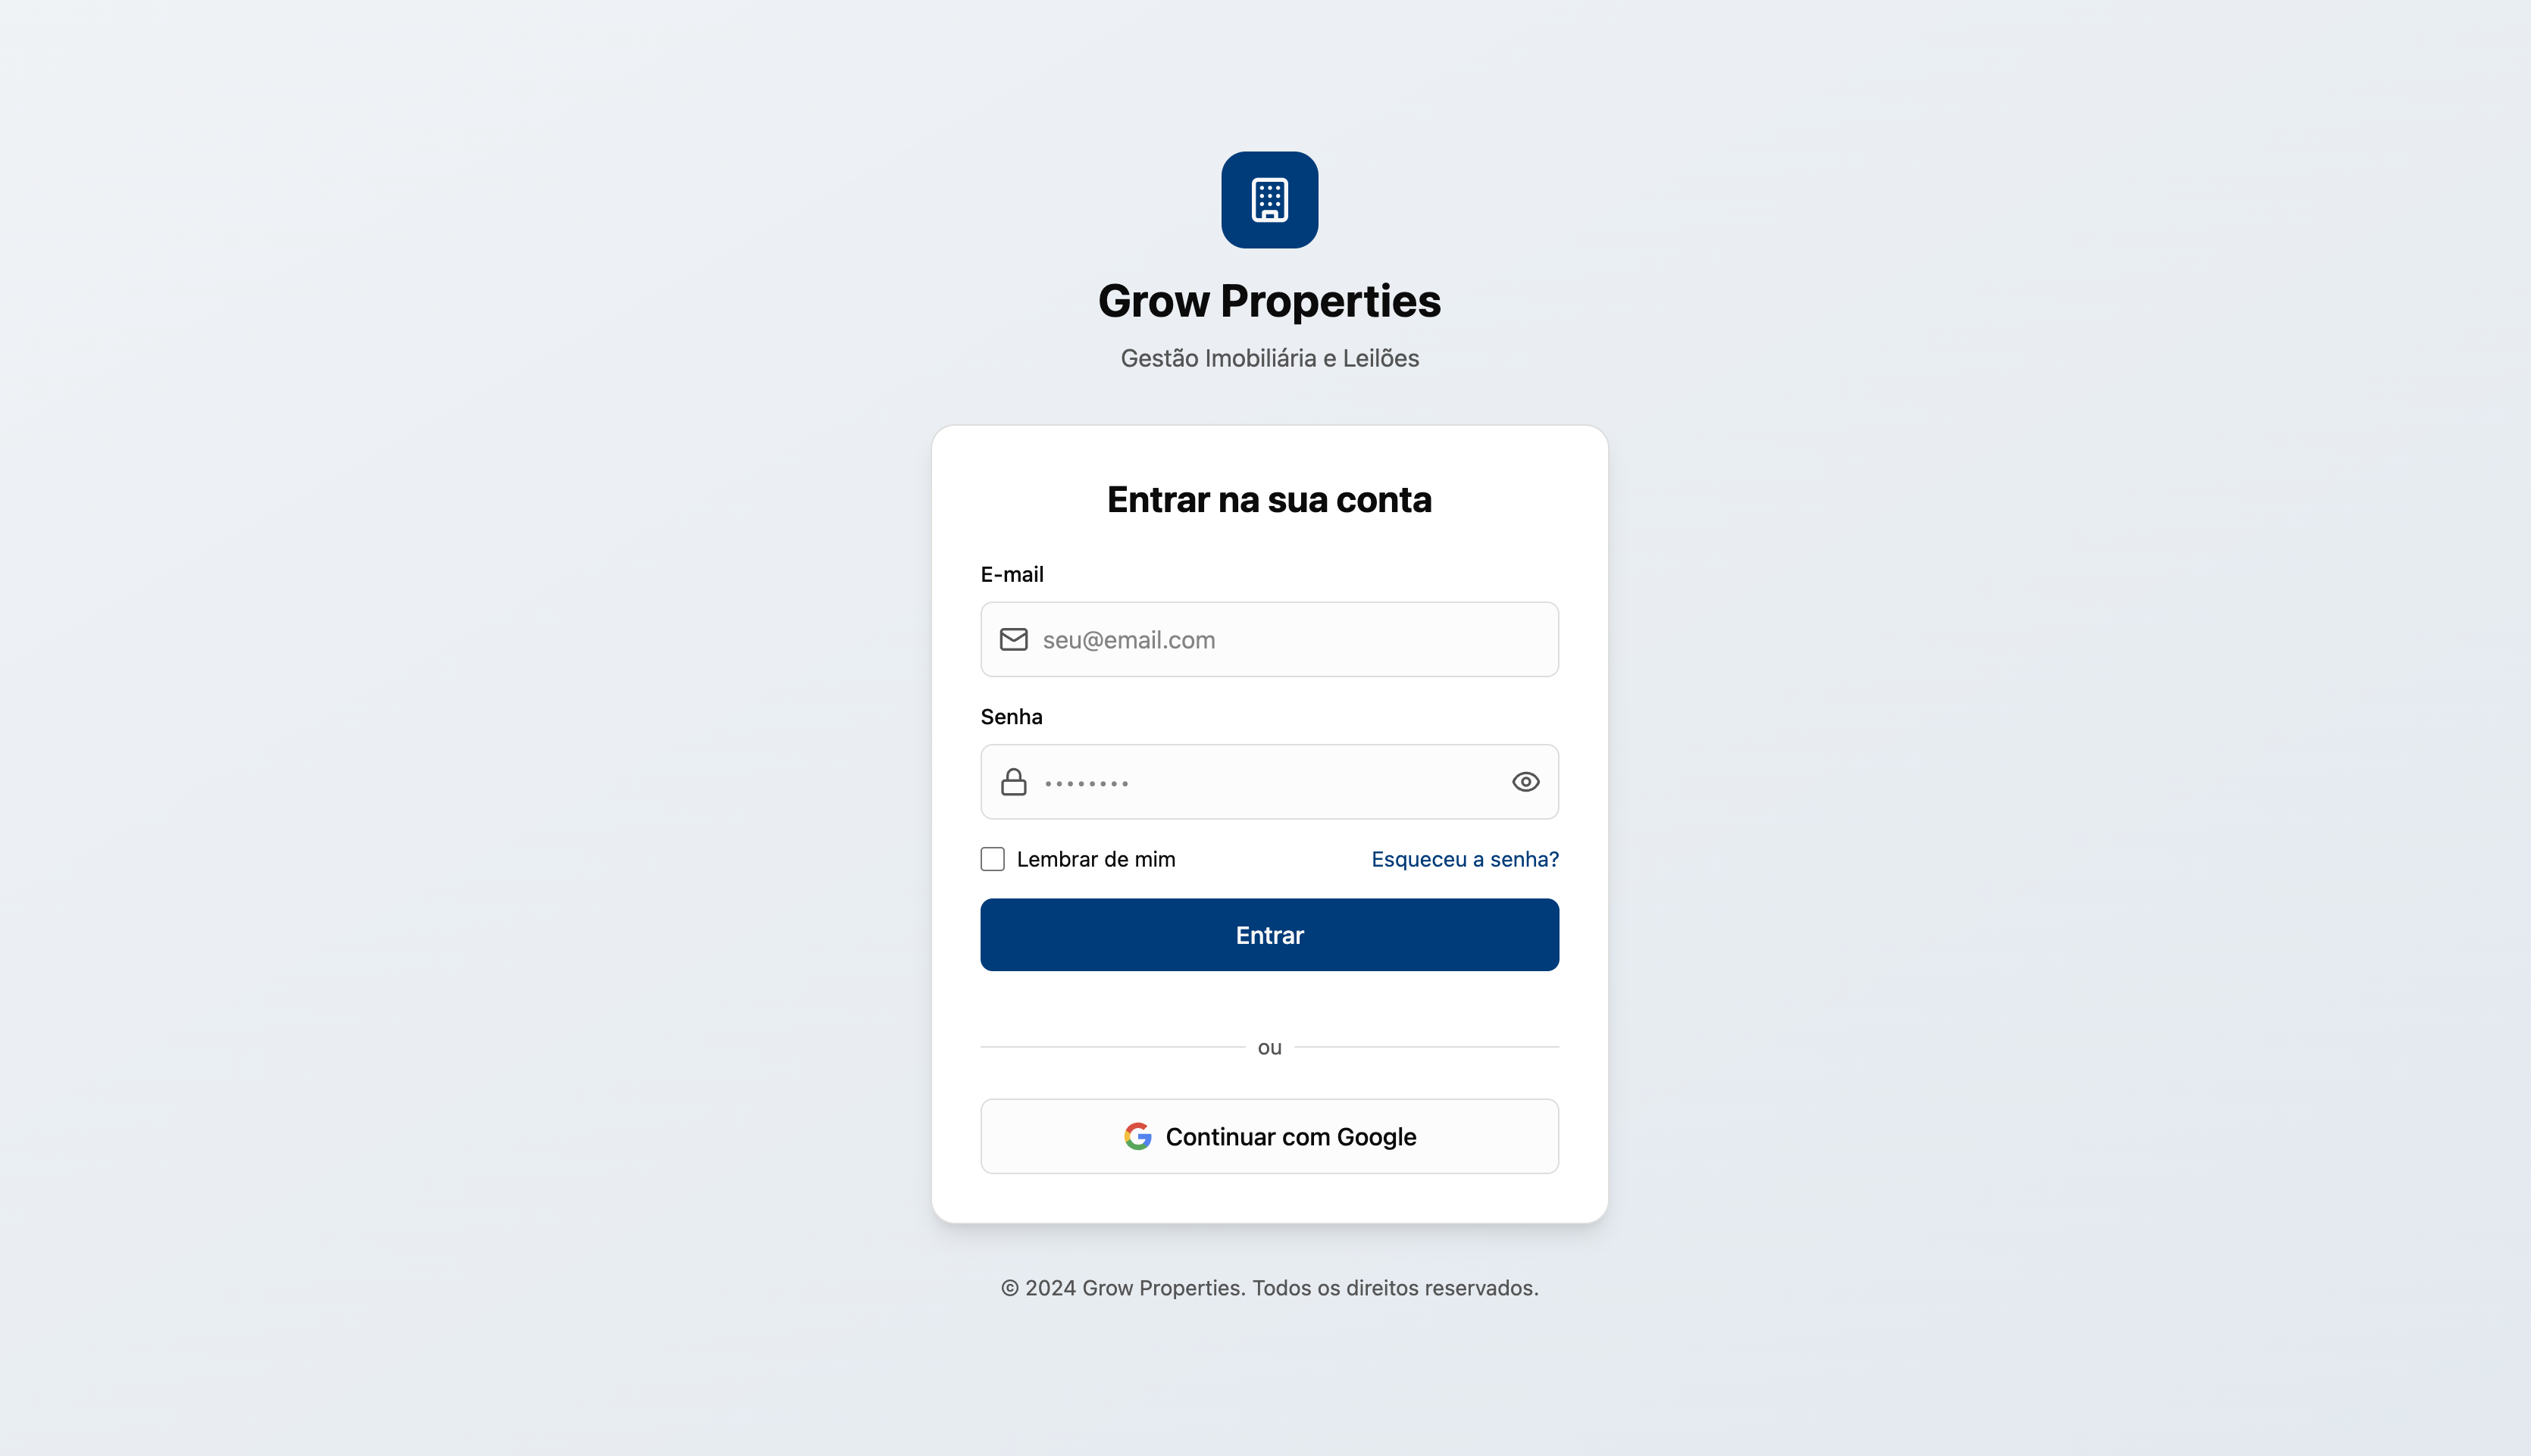 Grow Properties
Gestão Imobiliária e Leilões
Entrar na sua conta
E-mail
seu@email.com
Senha
••••••••
Lembrar de mim
Esqueceu a senha?
Entrar
ou
Continuar com Google
© 2024 Grow Properties. Todos os direitos reservados.